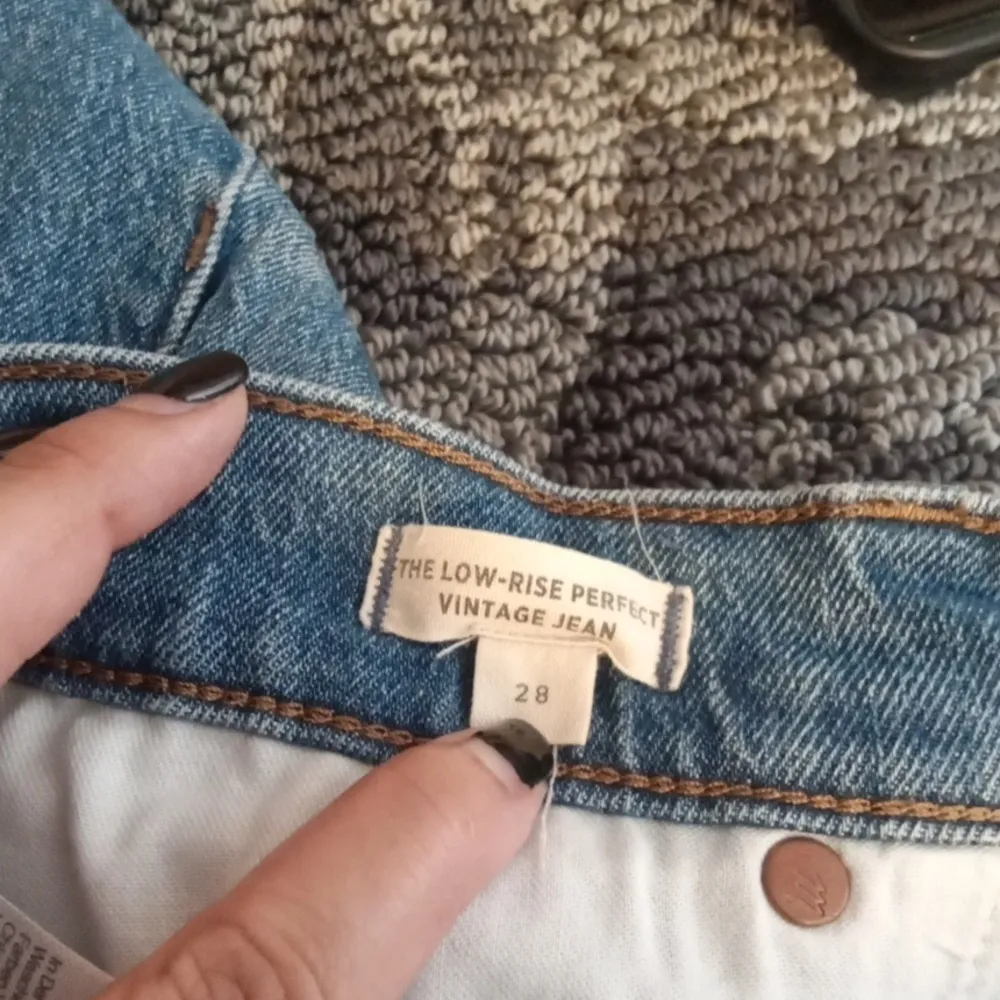 THE LOW-RISE PERFECT
VINTAGE JEAN
28